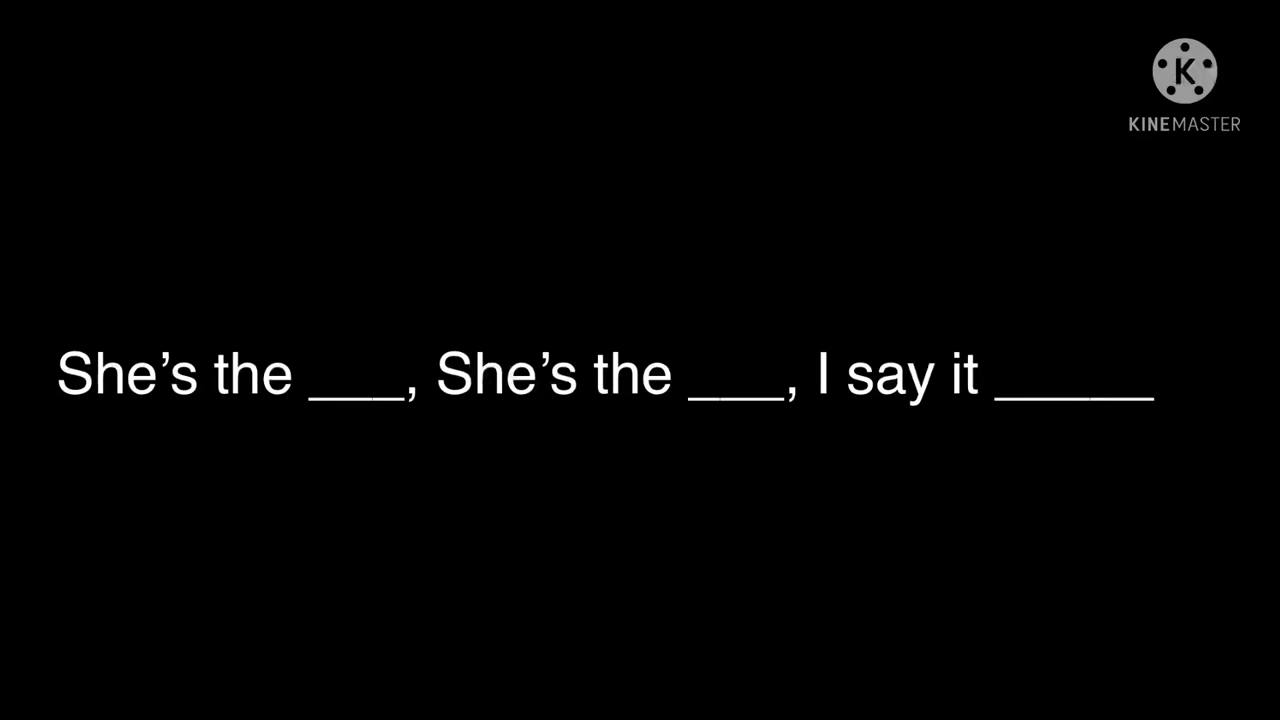 K
KINEMASTER
She’s the ___, She’s the ___, I say it _____